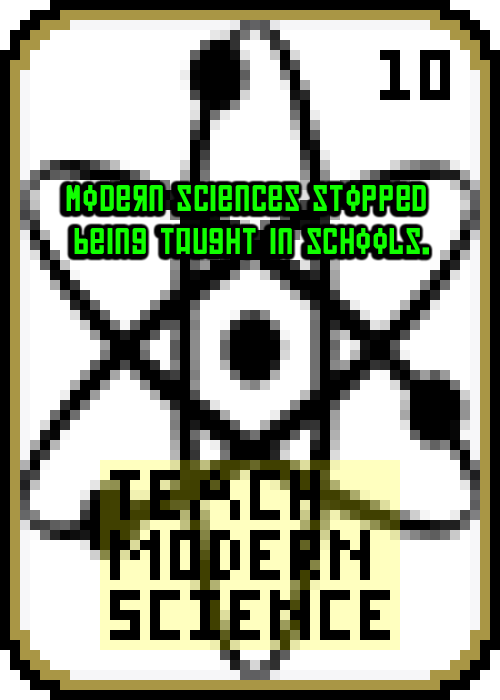 10
MODERN SCIENCES STOPPED
BEING TAUGHT IN SCHOOLS.
TEACH
MODERN
SCIENCE